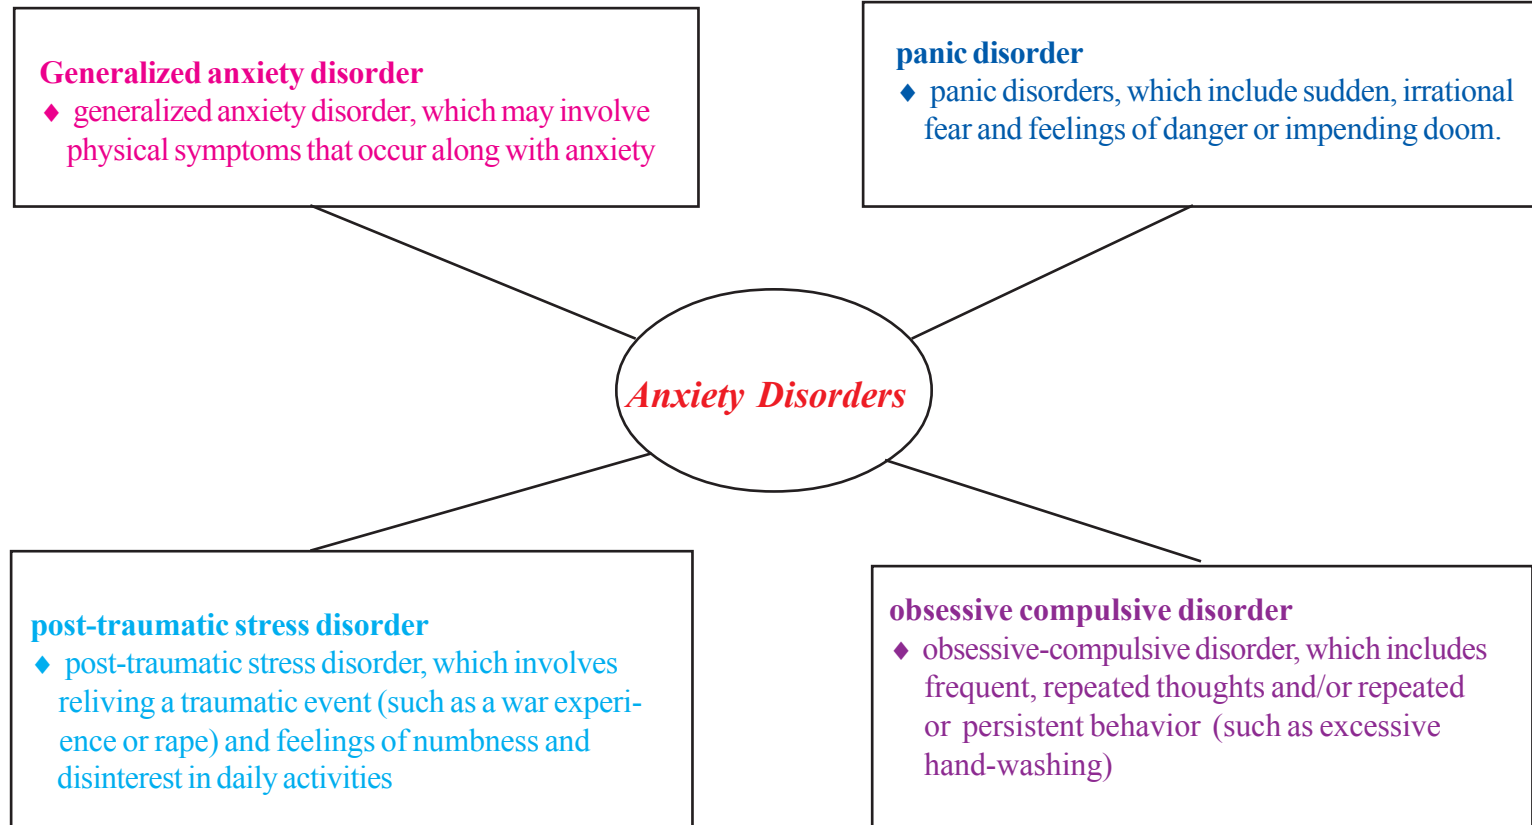 Generalized anxiety disorder
♦ generalized anxiety disorder, which may involve
physical symptoms that occur along with anxiety
panic disorder
♦ panic disorders, which include sudden, irrational
fear and feelings of danger or impending doom.
Anxiety Disorders
post-traumatic stress disorder
♦ post-traumatic stress disorder, which involves
reliving a traumatic event (such as a war experi-
ence or rape) and feelings of numbness and
disinterest in daily activities
obsessive compulsive disorder
♦ obsessive-compulsive disorder, which includes
frequent, repeated thoughts and/or repeated
or persistent behavior (such as excessive
hand-washing)